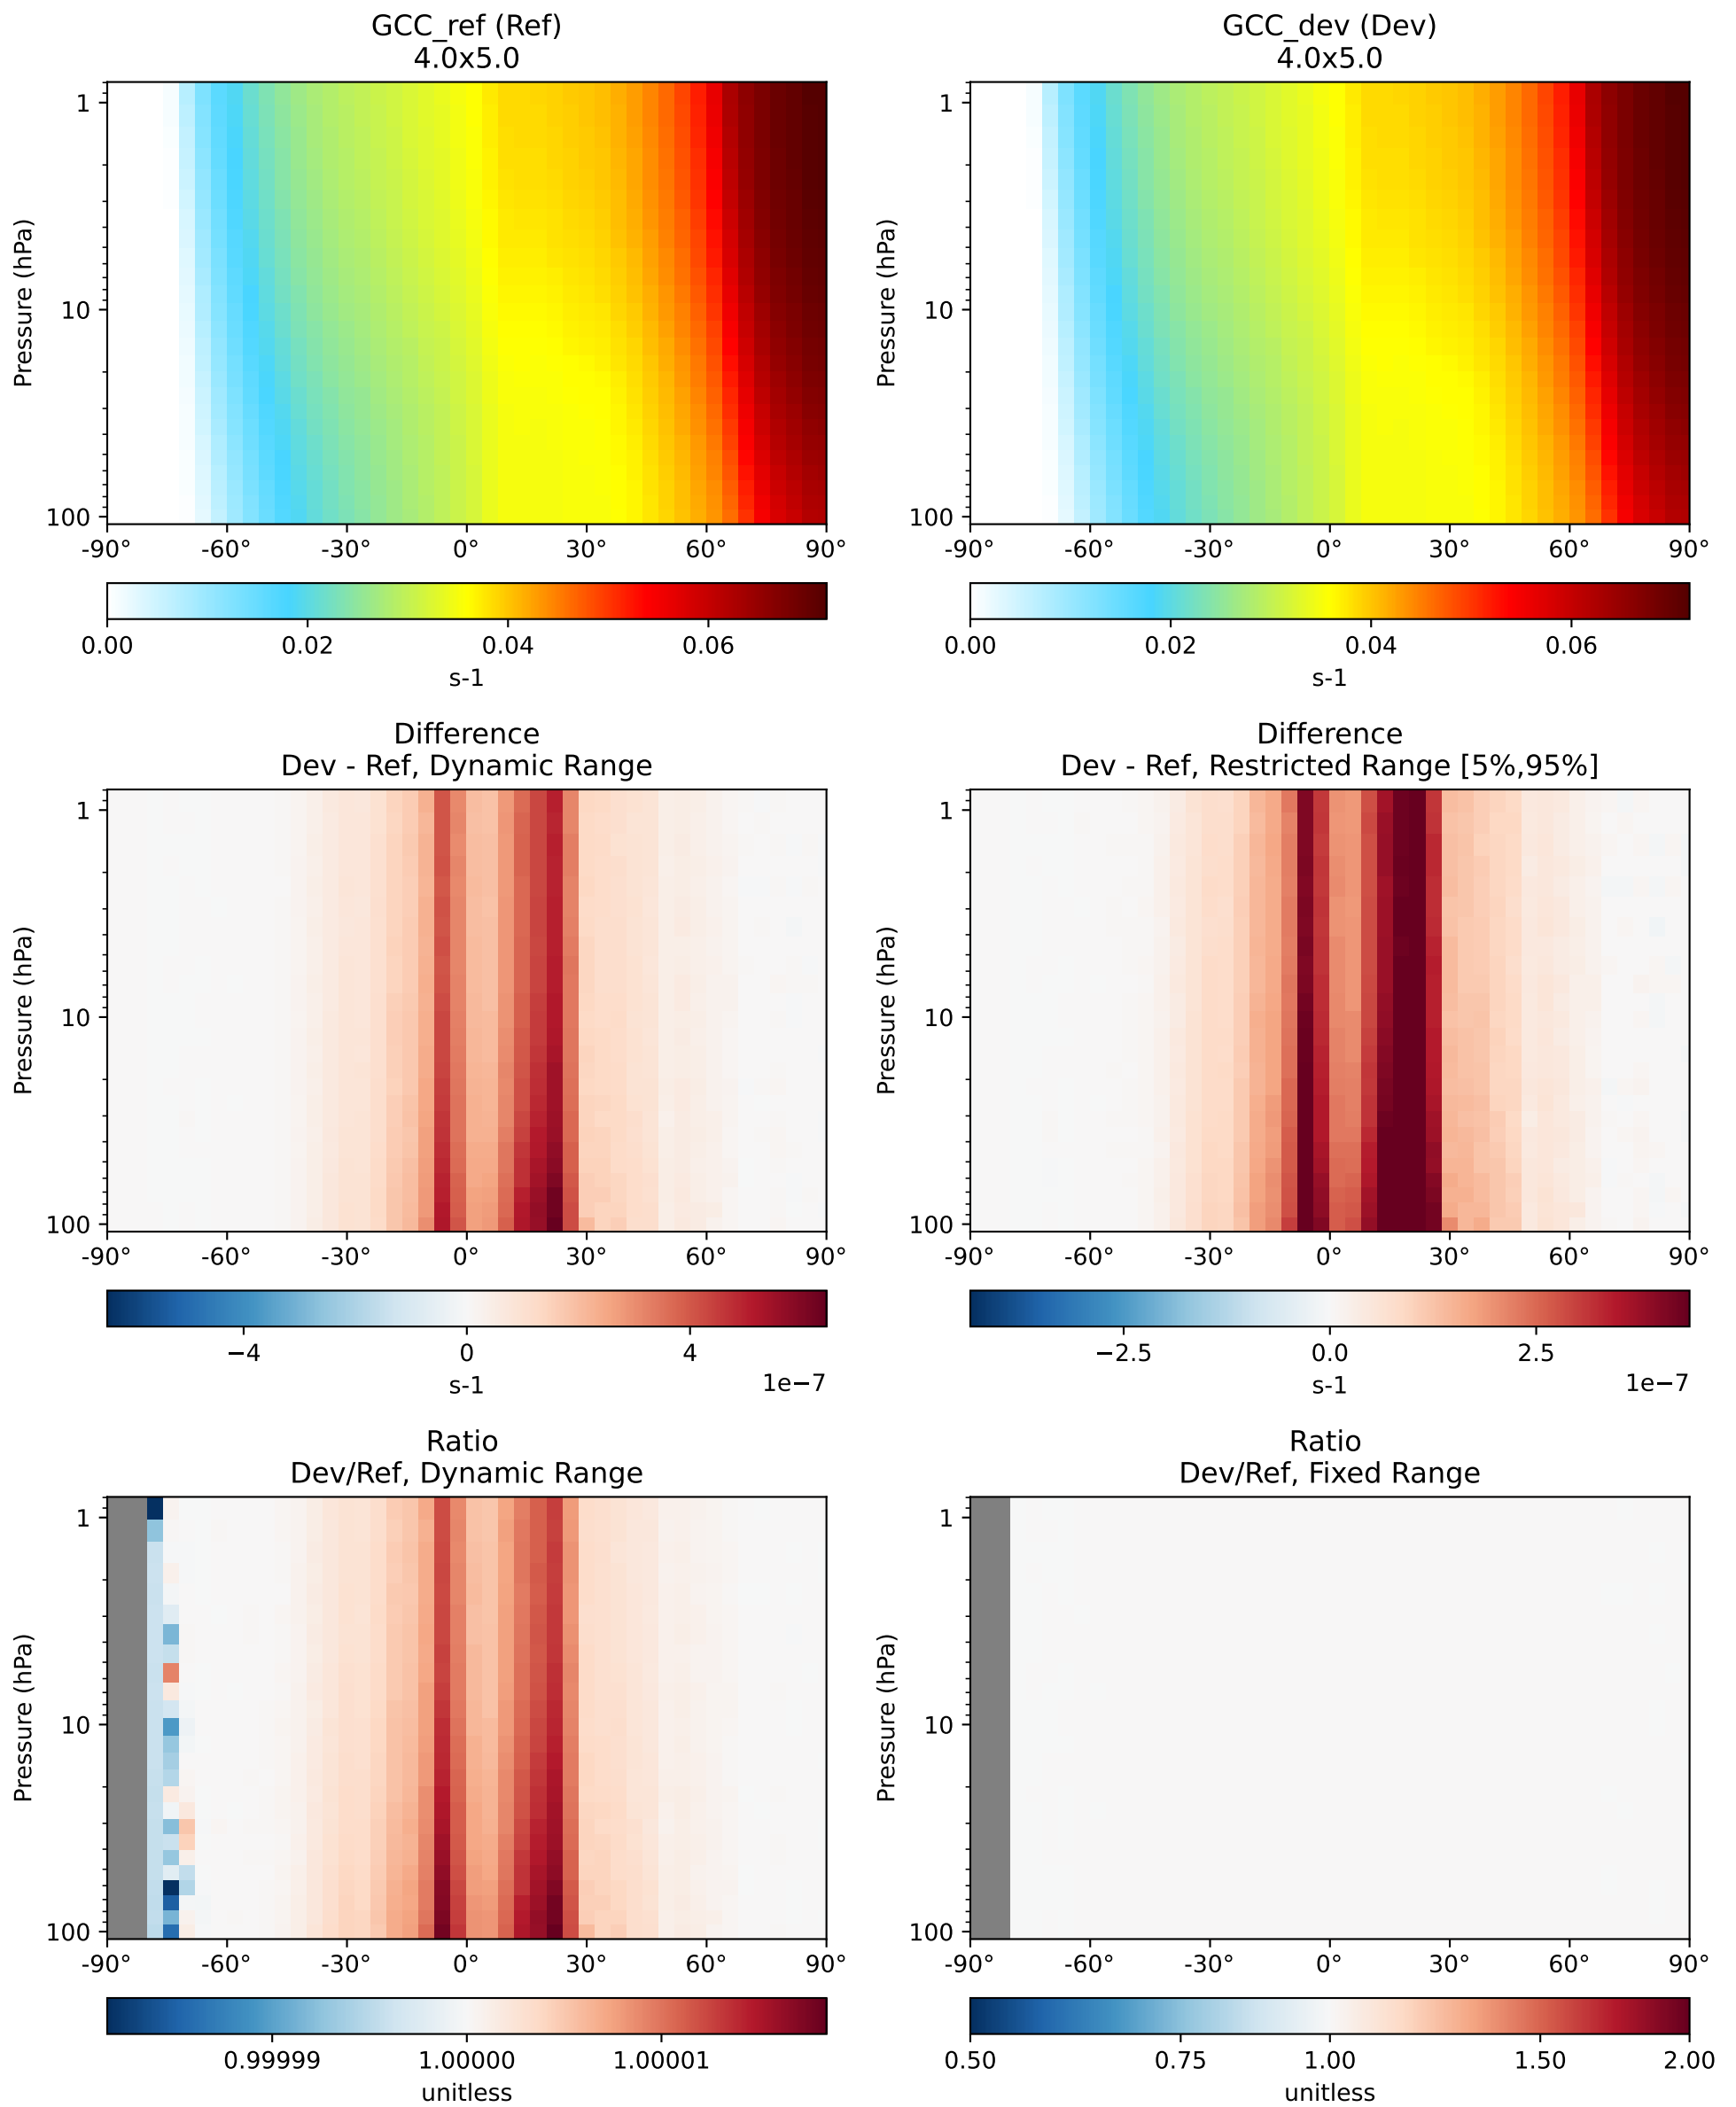 GCC_ref (Ref)
4.0x5.0
GCC_dev (Dev)
4.0x5.0
Pressure (hPa)
1
10
100
-90° -60° -30° 0° 30° 60° 90°
0.00 0.02 0.04 0.06
s-1
Pressure (hPa)
1
10
100
-90° -60° -30° 0° 30° 60° 90°
0.00 0.02 0.04 0.06
s-1
Difference
Dev - Ref, Dynamic Range
Pressure (hPa)
1
10
100
-90° -60° -30° 0° 30° 60° 90°
−4 0 4
1e−7
s-1
Difference
Dev - Ref, Restricted Range [5%,95%]
Pressure (hPa)
1
10
100
-90° -60° -30° 0° 30° 60° 90°
−2.5 0.0 2.5
1e−7
s-1
Ratio
Dev/Ref, Dynamic Range
Pressure (hPa)
1
10
100
-90° -60° -30° 0° 30° 60° 90°
0.99999 1.00000 1.00001
unitless
Ratio
Dev/Ref, Fixed Range
Pressure (hPa)
1
10
100
-90° -60° -30° 0° 30° 60° 90°
0.50 0.75 1.00 1.50 2.00
unitless